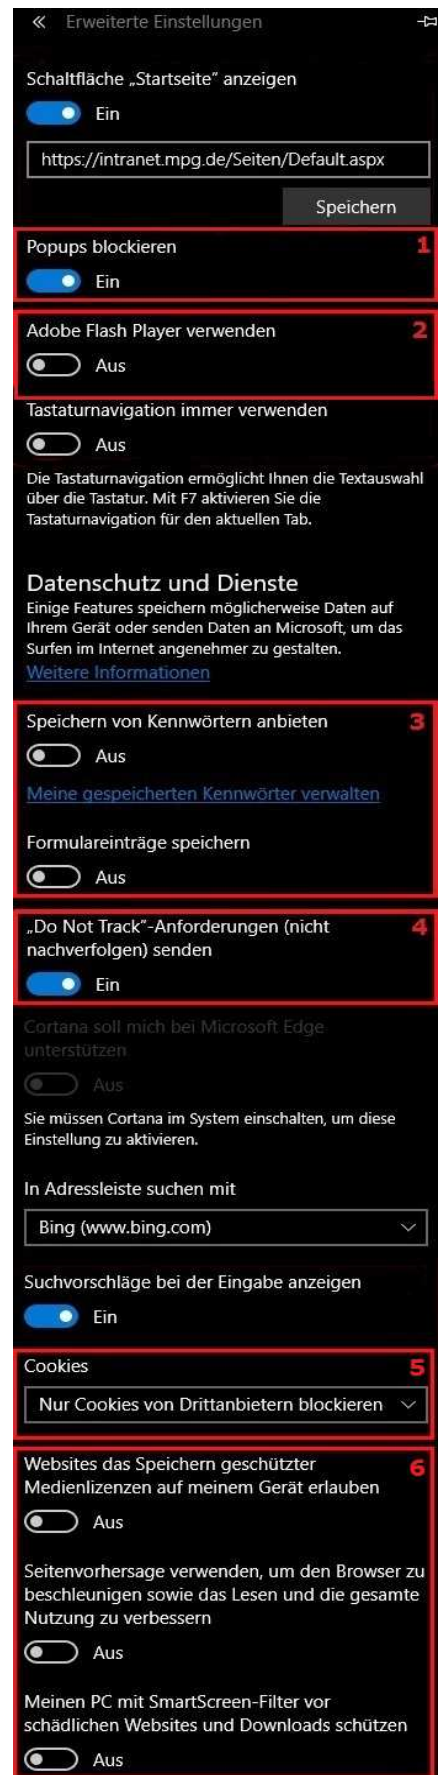 « Erweiterte Einstellungen
Schaltfläche „Startseite” anzeigen
Ein
https://intranet.mpg.de/Seiten/Default.aspx
Speichern
Popups blockieren 1
Ein
Adobe Flash Player verwenden 2
Aus
Tastaturnavigation immer verwenden
Aus
Die Tastaturnavigation ermöglicht Ihnen die Textauswahl
über die Tastatur. Mit F7 aktivieren Sie die
Tastaturnavigation für den aktuellen Tab.
Datenschutz und Dienste
Einige Features speichern möglicherweise Daten auf
Ihrem Gerät oder senden Daten an Microsoft, um das
Surfen im Internet angenehmer zu gestalten.
Weitere Informationen
Speichern von Kennwörtern anbieten 3
Aus
Meine gespeicherten Kennwörter verwalten
Formulareinträge speichern
Aus
„Do Not Track”-Anforderungen (nicht 4
nachverfolgen) senden
Ein
Cortana soll mich bei Microsoft Edge
unterstützen
Aus
Sie müssen Cortana im System einschalten, um diese
Einstellung zu aktivieren.
In Adressleiste suchen mit
Bing (www.bing.com)
Suchvorschläge bei der Eingabe anzeigen
Ein
Cookies 5
Nur Cookies von Drittanbietern blockieren
Websites das Speichern geschützter 6
Medienlizenzen auf meinem Gerät erlauben
Aus
Seitenvorhersage verwenden, um den Browser zu
beschleunigen sowie das Lesen und die gesamte
Nutzung zu verbessern
Aus
Meinen PC mit SmartScreen-Filter vor
schädlichen Websites und Downloads schützen
Aus